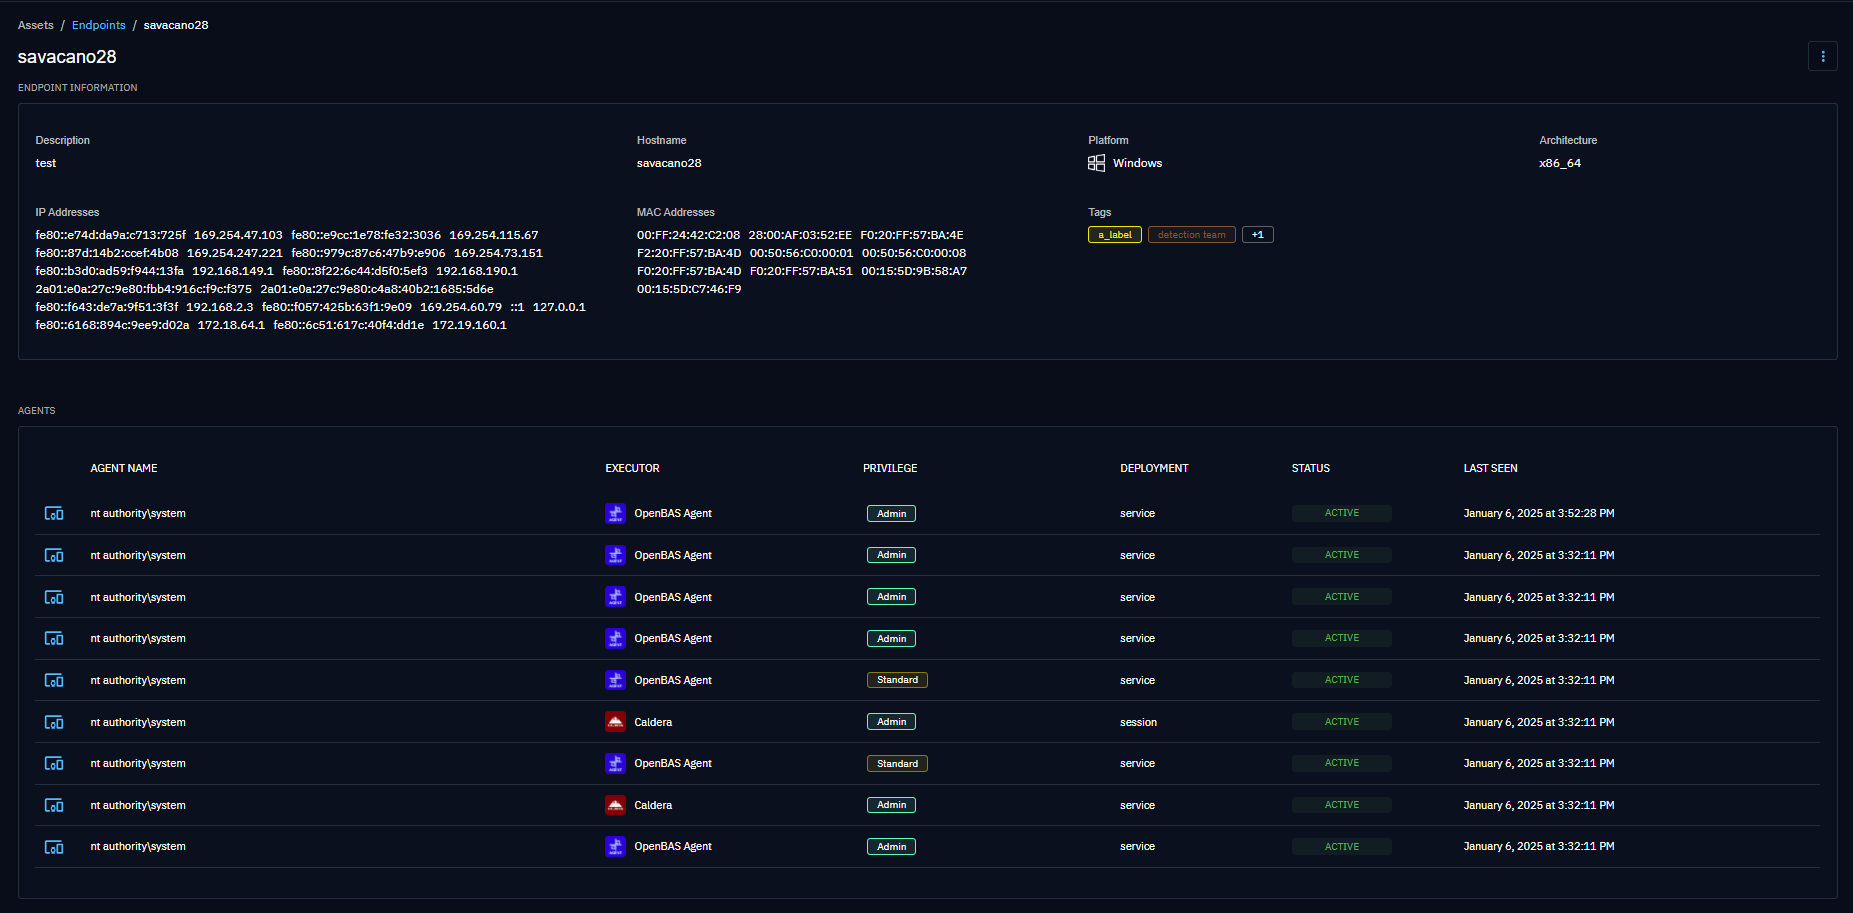 Assets / Endpoints / savacano28
savacano28
ENDPOINT INFORMATION
Description Hostname Platform Architecture
test savacano28 Windows x86_64
IP Addresses MAC Addresses Tags
fe80::e74d:da9a:c713:725f 169.254.47.103 fe80::e9cc:1e78:fe32:3036 169.254.115.67 00:FF:24:42:C2:08 28:00:AF:03:52:EE F0:20:FF:57:BA:4E a_label detection team +1
fe80::87d:14b2:ccef:4b08 169.254.247.221 fe80::979c:87c6:47b9:e906 169.254.73.151 F2:20:FF:57:BA:4D 00:50:56:C0:00:01 00:50:56:C0:00:08
fe80::b3d0:ad59:f944:13fa 192.168.149.1 fe80::8f22:6c44:d5f0:5ef3 192.168.190.1 F0:20:FF:57:BA:4D F0:20:FF:57:BA:51 00:15:5D:9B:58:A7
2a01:e0a:27c:9e80:fbb4:916c:f9c:f375 2a01:e0a:27c:9e80:c4a8:40b2:1685:5d6e 00:15:5D:C7:46:F9
fe80::f643:de7a:9f51:3f3f 192.168.2.3 fe80::f057:425b:63f1:9e09 169.254.60.79 ::1 127.0.0.1
fe80::6168:894c:9ee9:d02a 172.18.64.1 fe80::6c51:617c:40f4:dd1e 172.19.160.1
AGENTS
AGENT NAME EXECUTOR PRIVILEGE DEPLOYMENT STATUS LAST SEEN
nt authority\system OpenBAS Agent Admin service ACTIVE January 6, 2025 at 3:52:28 PM
nt authority\system OpenBAS Agent Admin service ACTIVE January 6, 2025 at 3:32:11 PM
nt authority\system OpenBAS Agent Admin service ACTIVE January 6, 2025 at 3:32:11 PM
nt authority\system OpenBAS Agent Admin service ACTIVE January 6, 2025 at 3:32:11 PM
nt authority\system OpenBAS Agent Standard service ACTIVE January 6, 2025 at 3:32:11 PM
nt authority\system Caldera Admin session ACTIVE January 6, 2025 at 3:32:11 PM
nt authority\system OpenBAS Agent Standard service ACTIVE January 6, 2025 at 3:32:11 PM
nt authority\system Caldera Admin service ACTIVE January 6, 2025 at 3:32:11 PM
nt authority\system OpenBAS Agent Admin service ACTIVE January 6, 2025 at 3:32:11 PM